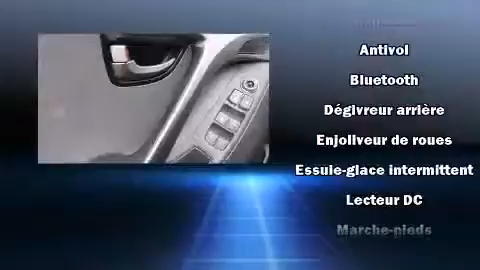 Antivol
Bluetooth
Dégivreur arrière
Enjoliveur de roues
Essuie-glace intermittent
Lecteur DC
Marche-pieds